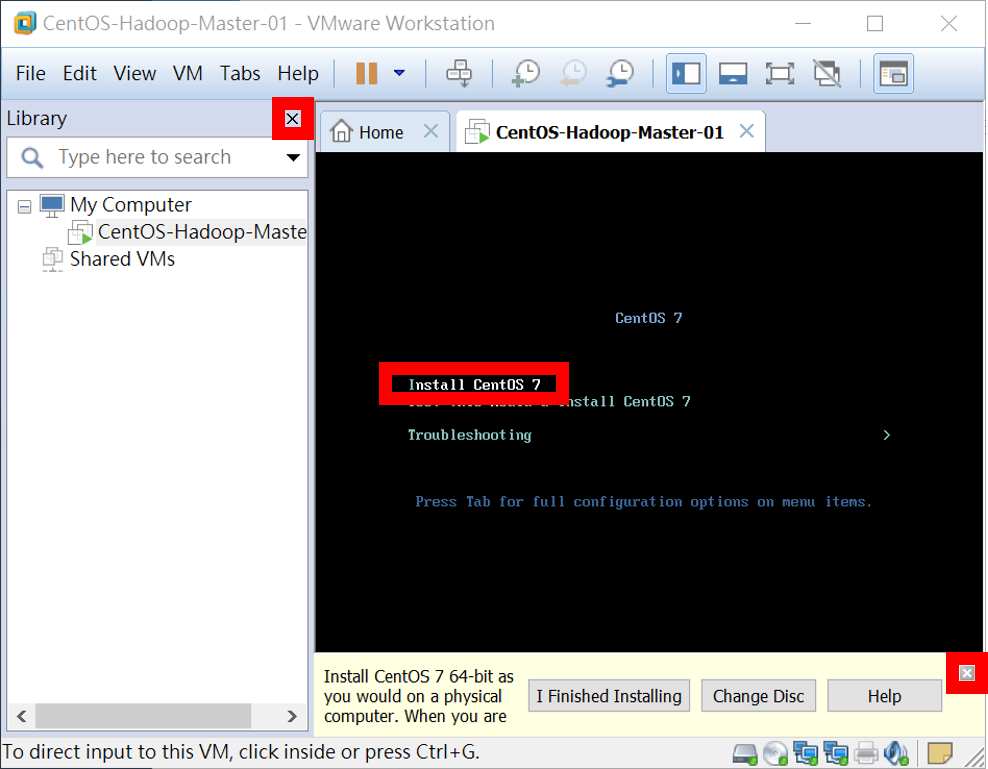 CentOS-Hadoop-Master-01 - VMware Workstation
File Edit View VM Tabs Help
Library
Home
CentOS-Hadoop-Master-01
Type here to search
My Computer
CentOS-Hadoop-Maste
Shared VMs
CentOS 7
Install CentOS 7
Install CentOS 7
Troubleshooting >
Press Tab for full configuration options on menu items.
Install CentOS 7 64-bit as
you would on a physical
computer. When you are
I Finished Installing
Change Disc
Help
To direct input to this VM, click inside or press Ctrl+G.